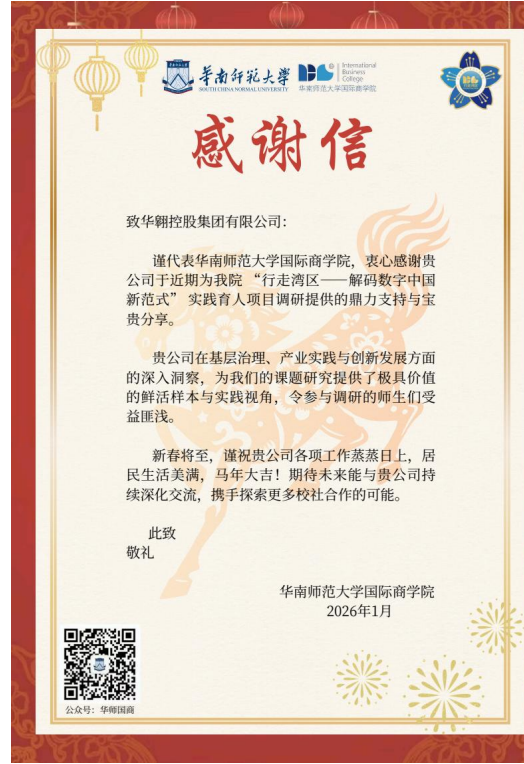 华南师范大学
SOUTH CHINA NORMAL UNIVERSITY
IBC
International
Business
College
华南师范大学国际商学院
感谢信
致华翱控股集团有限公司：
谨代表华南师范大学国际商学院，衷心感谢贵
公司于近期为我院“行走湾区——解码数字中国
新范式”实践育人项目调研提供的鼎力支持与宝
贵分享。
贵公司在基层治理、产业实践与创新发展方面
的深入洞察，为我们的课题研究提供了极具价值
的鲜活样本与实践视角，令参与调研的师生们受
益匪浅。
新春将至，谨祝贵公司各项工作蒸蒸日上，居
民生活美满，马年大吉！期待未来能与贵公司持
续深化交流，携手探索更多校社合作的可能。
此致
敬礼
华南师范大学国际商学院
2026年1月
公众号：华师国商